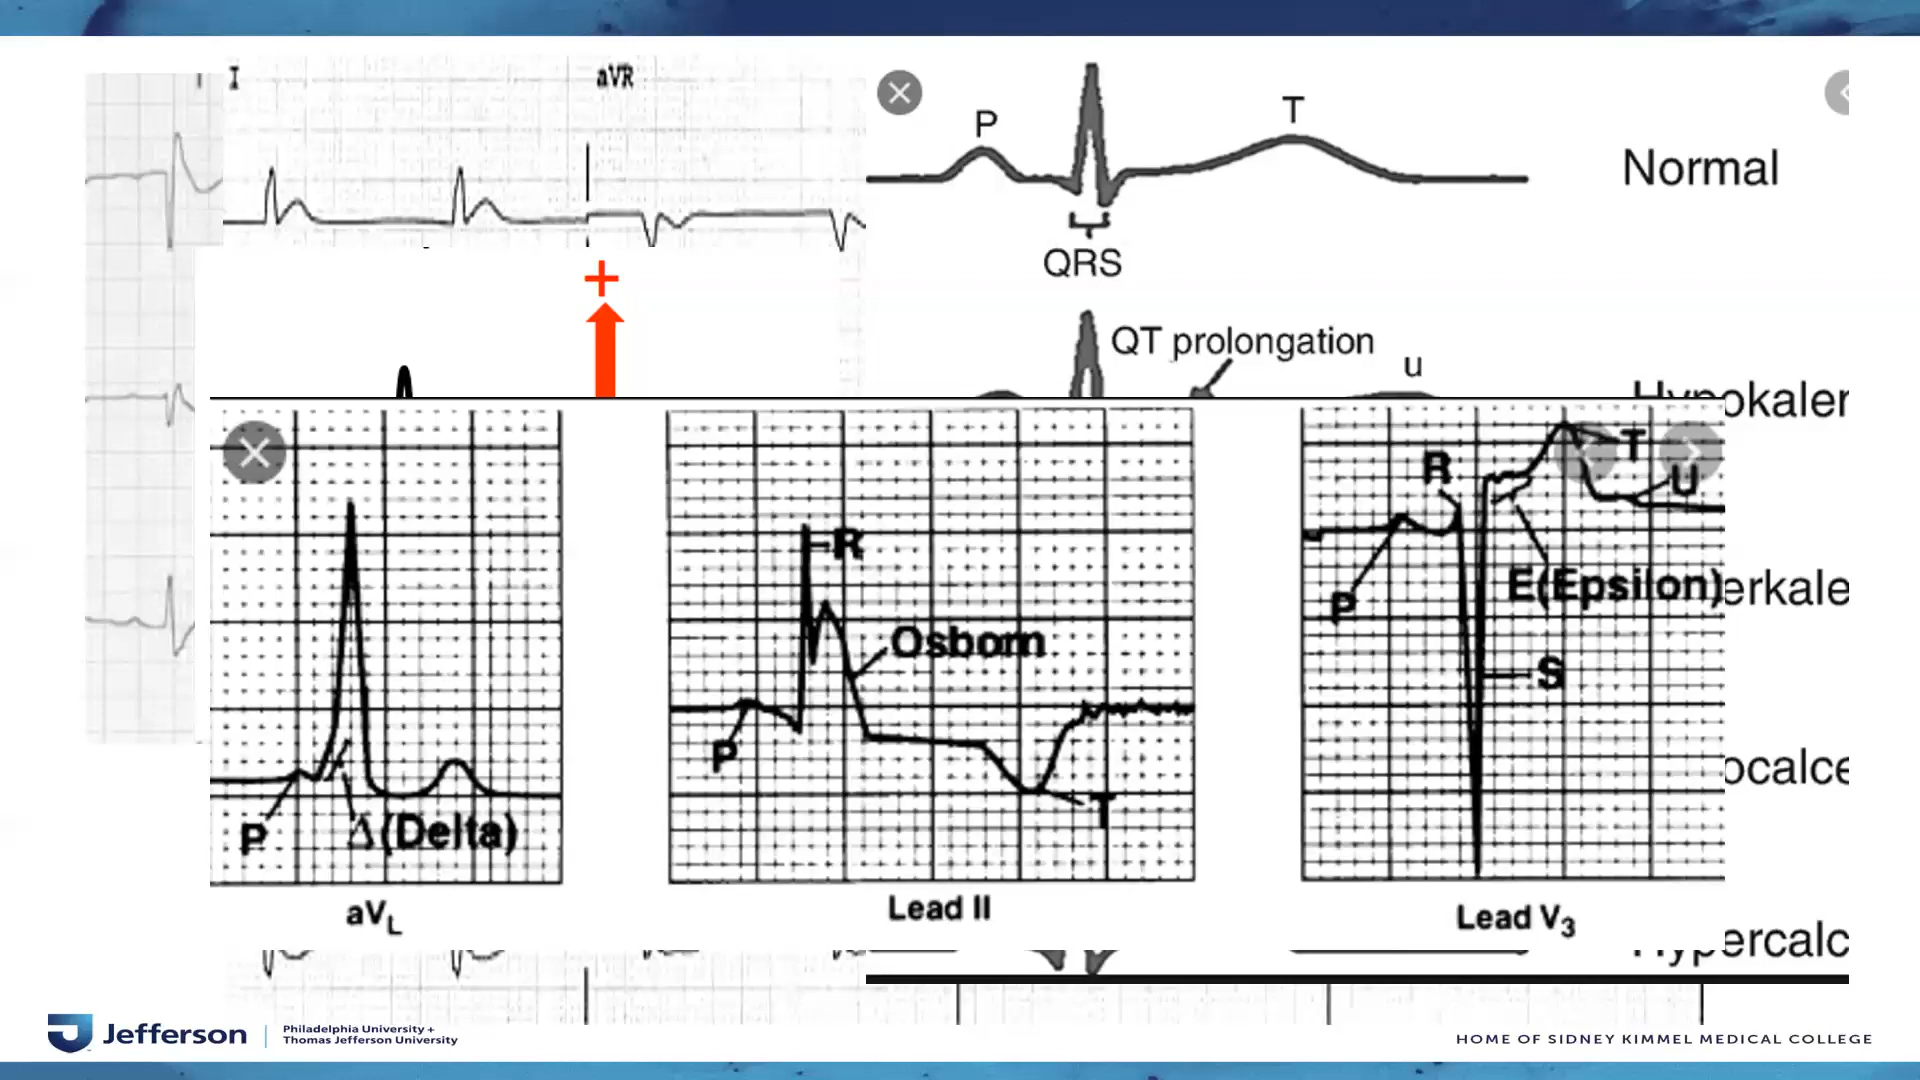 I
aVR
P
T
Normal
QRS
QT prolongation
u
R
T
U
R
Osborn
E(Epsilon)
P
S
P
T
P
Δ(Delta)
aVL
Lead II
Lead V3
Jefferson
Philadelphia University +
Thomas Jefferson University
HOME OF SIDNEY KIMMEL MEDICAL COLLEGE